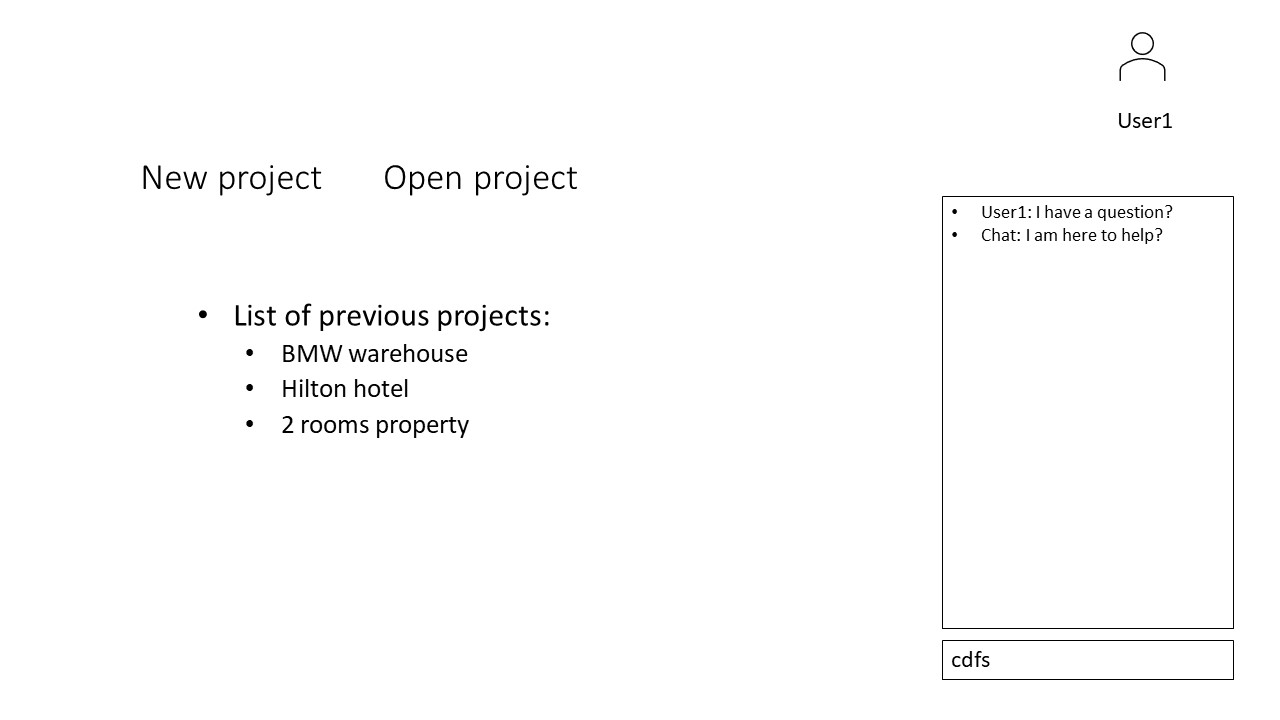 User1
New project Open project
• User1: I have a question?
• Chat: I am here to help?
• List of previous projects:
• BMW warehouse
• Hilton hotel
• 2 rooms property
cdfs